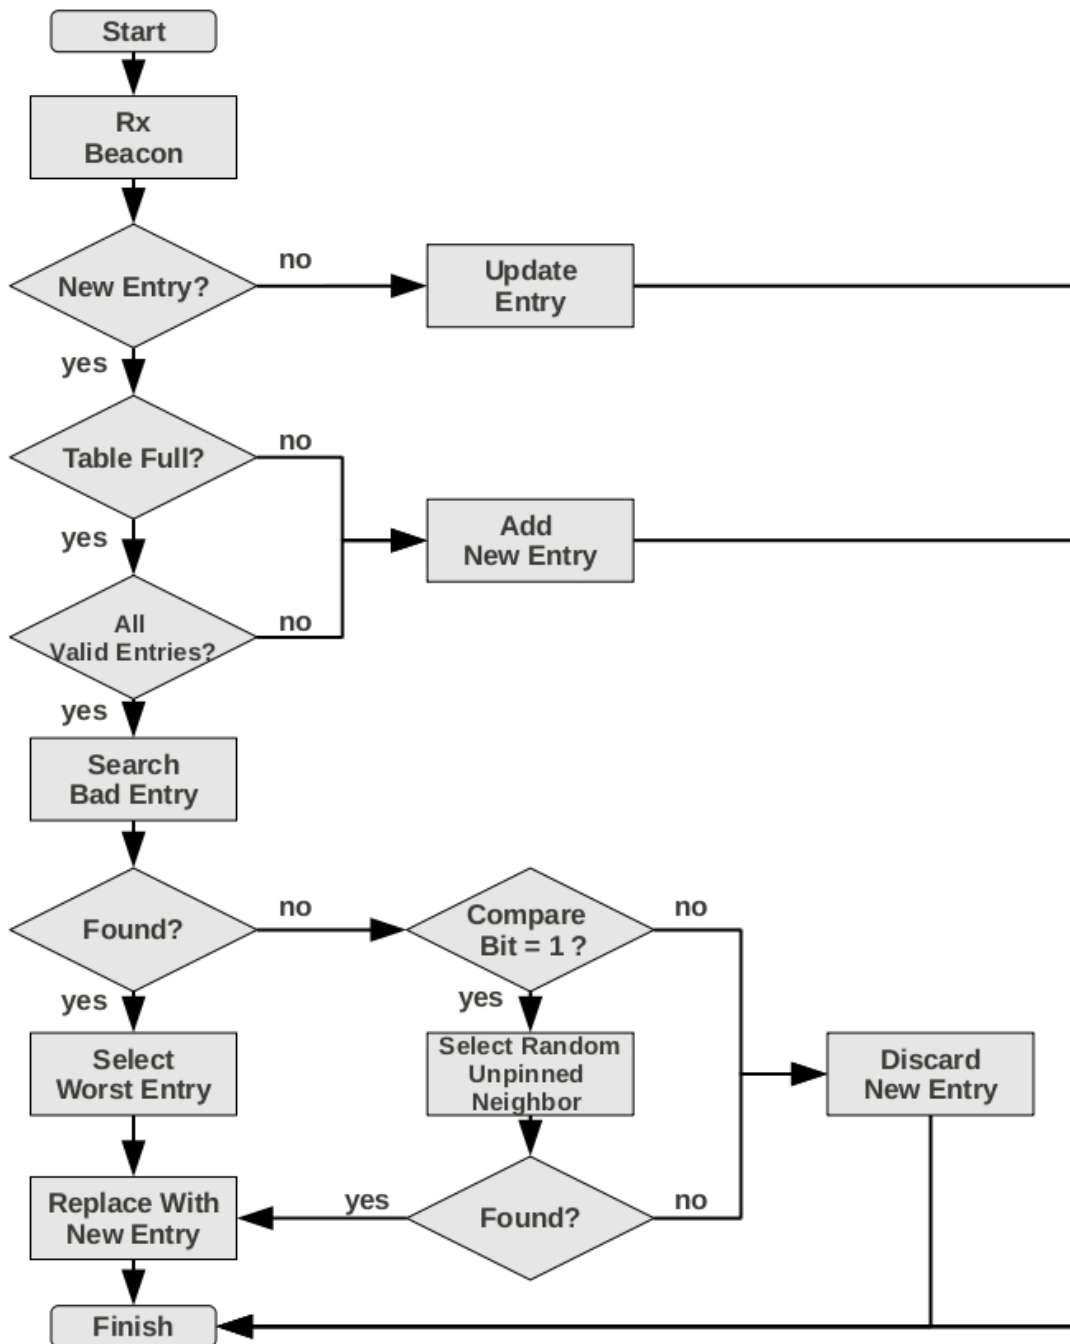 Start
Rx
Beacon
New Entry?
no
Update
Entry
yes
Table Full?
no
Add
New Entry
yes
All
Valid Entries?
no
yes
Search
Bad Entry
Found?
no
Compare
Bit = 1 ?
no
yes
yes
Select
Worst Entry
Select Random
Unpinned
Neighbor
Discard
New Entry
Replace With
New Entry
yes
Found?
no
Finish